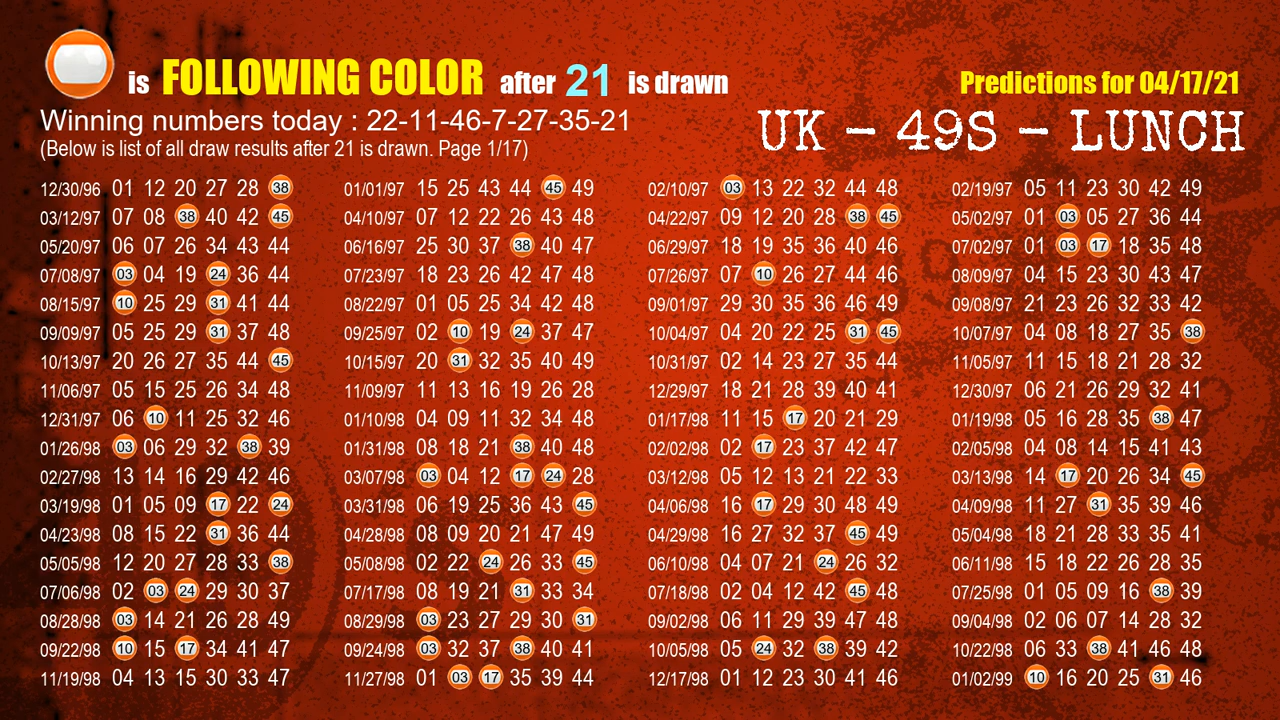 is FOLLOWING COLOR after 21 is drawn
Predictions for 04/17/21
Winning numbers today : 22-11-46-7-27-35-21
UK - 49S - LUNCH
(Below is list of all draw results after 21 is drawn. Page 1/17)
12/30/96 01 12 20 27 28 38 01/01/97 15 25 43 44 45 49 02/10/97 03 13 22 32 44 48 02/19/97 05 11 23 30 42 49
03/12/97 07 08 38 40 42 45 04/10/97 07 12 22 26 43 48 04/22/97 09 12 20 28 38 45 05/02/97 01 03 05 27 36 44
05/20/97 06 07 26 34 43 44 06/16/97 25 30 37 38 40 47 06/29/97 18 19 35 36 40 46 07/02/97 01 03 17 18 35 48
07/08/97 03 04 19 24 36 44 07/23/97 18 23 26 42 47 48 07/26/97 07 10 26 27 44 46 08/09/97 04 15 23 30 43 47
08/15/97 10 25 29 31 41 44 08/22/97 01 05 25 34 42 48 09/01/97 29 30 35 36 46 49 09/08/97 21 23 26 32 33 42
09/09/97 05 25 29 31 37 48 09/25/97 02 10 19 24 37 47 10/04/97 04 20 22 25 31 45 10/07/97 04 08 18 27 35 38
10/13/97 20 26 27 35 44 45 10/15/97 20 31 32 35 40 49 10/31/97 02 14 23 27 35 44 11/05/97 11 15 18 21 28 32
11/06/97 05 15 25 26 34 48 11/09/97 11 13 16 19 26 28 12/29/97 18 21 28 39 40 41 12/30/97 06 21 26 29 32 41
12/31/97 06 10 11 25 32 46 01/10/98 04 09 11 32 34 48 01/17/98 11 15 17 20 21 29 01/19/98 05 16 28 35 38 47
01/26/98 03 06 29 32 38 39 01/31/98 08 18 21 38 40 48 02/02/98 02 17 23 37 42 47 02/05/98 04 08 14 15 41 43
02/27/98 13 14 16 29 42 46 03/07/98 03 04 12 17 24 28 03/12/98 05 12 13 21 22 33 03/13/98 14 17 20 26 34 45
03/19/98 01 05 09 17 22 24 03/31/98 06 19 25 36 43 45 04/06/98 16 17 29 30 48 49 04/09/98 11 27 31 35 39 46
04/23/98 08 15 22 31 36 44 04/28/98 08 09 20 21 47 49 04/29/98 16 27 32 37 45 49 05/04/98 18 21 28 33 35 41
05/05/98 12 20 27 28 33 38 05/08/98 02 22 24 26 33 45 06/10/98 04 07 21 24 26 32 06/11/98 15 18 22 26 28 35
07/06/98 02 03 24 29 30 37 07/17/98 08 19 21 31 33 34 07/18/98 02 04 12 42 45 48 07/25/98 01 05 09 16 38 39
08/28/98 03 14 21 26 28 49 08/29/98 03 23 27 29 30 31 09/02/98 06 11 29 39 47 48 09/04/98 02 06 07 14 28 32
09/22/98 10 15 17 34 41 47 09/24/98 03 32 37 38 40 41 10/05/98 05 24 32 38 39 42 10/22/98 06 33 38 41 46 48
11/19/98 04 13 15 30 33 47 11/27/98 01 03 17 35 39 44 12/17/98 01 12 23 30 41 46 01/02/99 10 16 20 25 31 46